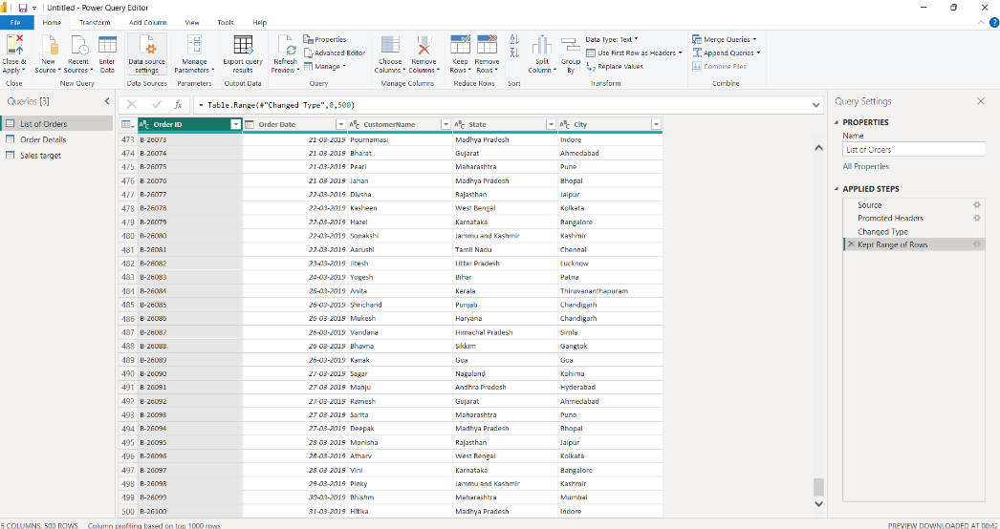 Untitled - Power Query Editor
File Home Transform Add Column View Tools Help
Close & Apply
New Source
Recent Sources
Enter Data
Data source settings
Manage Parameters
Export query results
Refresh Preview
Properties
Advanced Editor
Manage
Choose Columns
Remove Columns
Keep Rows
Remove Rows
Split Column
Group By
Data Type: Text
Use First Row as Headers
Replace Values
Merge Queries
Append Queries
Combine Files
Close New Query Data Sources Parameters Output Data Query Manage Columns Reduce Rows Sort Transform Combine
Queries [3]
List of Orders
Order Details
Sales target
= Table.Range(#"Changed Type",0,500)
Order ID Order Date CustomerName State City
473 B-26073 21-03-2019 Pournamasi Madhya Pradesh Indore
474 B-26074 21-03-2019 Bharat Gujarat Ahmedabad
475 B-26075 21-03-2019 Pearl Maharashtra Pune
476 B-26076 21-03-2019 Jahan Madhya Pradesh Bhopal
477 B-26077 22-03-2019 Divsha Rajasthan Jaipur
478 B-26078 22-03-2019 Kasheen West Bengal Kolkata
479 B-26079 22-03-2019 Hazel Karnataka Bangalore
480 B-26080 22-03-2019 Sonakshi Jammu and Kashmir Kashmir
481 B-26081 22-03-2019 Aarushi Tamil Nadu Chennai
482 B-26082 23-03-2019 Jitesh Uttar Pradesh Lucknow
483 B-26083 24-03-2019 Yogesh Bihar Patna
484 B-26084 25-03-2019 Anita Kerala Thiruvananthapuram
485 B-26085 26-03-2019 Shrichand Punjab Chandigarh
486 B-26086 26-03-2019 Mukesh Haryana Chandigarh
487 B-26087 26-03-2019 Vandana Himachal Pradesh Simla
488 B-26088 26-03-2019 Bhavna Sikkim Gangtok
489 B-26089 26-03-2019 Kanak Goa Goa
490 B-26090 27-03-2019 Sagar Nagaland Kohima
491 B-26091 27-03-2019 Manju Andhra Pradesh Hyderabad
492 B-26092 27-03-2019 Ramesh Gujarat Ahmedabad
493 B-26093 27-03-2019 Sarita Maharashtra Pune
494 B-26094 27-03-2019 Deepak Madhya Pradesh Bhopal
495 B-26095 28-03-2019 Monisha Rajasthan Jaipur
496 B-26096 28-03-2019 Atharv West Bengal Kolkata
497 B-26097 28-03-2019 Vini Karnataka Bangalore
498 B-26098 29-03-2019 Pinky Jammu and Kashmir Kashmir
499 B-26099 30-03-2019 Bhishm Maharashtra Mumbai
500 B-26100 31-03-2019 Hitika Madhya Pradesh Indore
Query Settings
PROPERTIES
Name
List of Orders
All Properties
APPLIED STEPS
Source
Promoted Headers
Changed Type
Kept Range of Rows
5 COLUMNS, 500 ROWS Column profiling based on top 1000 rows
PREVIEW DOWNLOADED AT 00:42